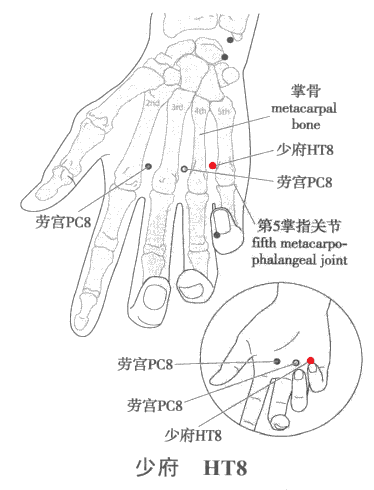 2nd
3rd
4th
5th
掌骨
metacarpal
bone
少府HT8
劳宫PC8
劳宫PC8
第5掌指关节
fifth metacarpo-
phalangeal joint
劳宫PC8
劳宫PC8
少府HT8
少府 HT8